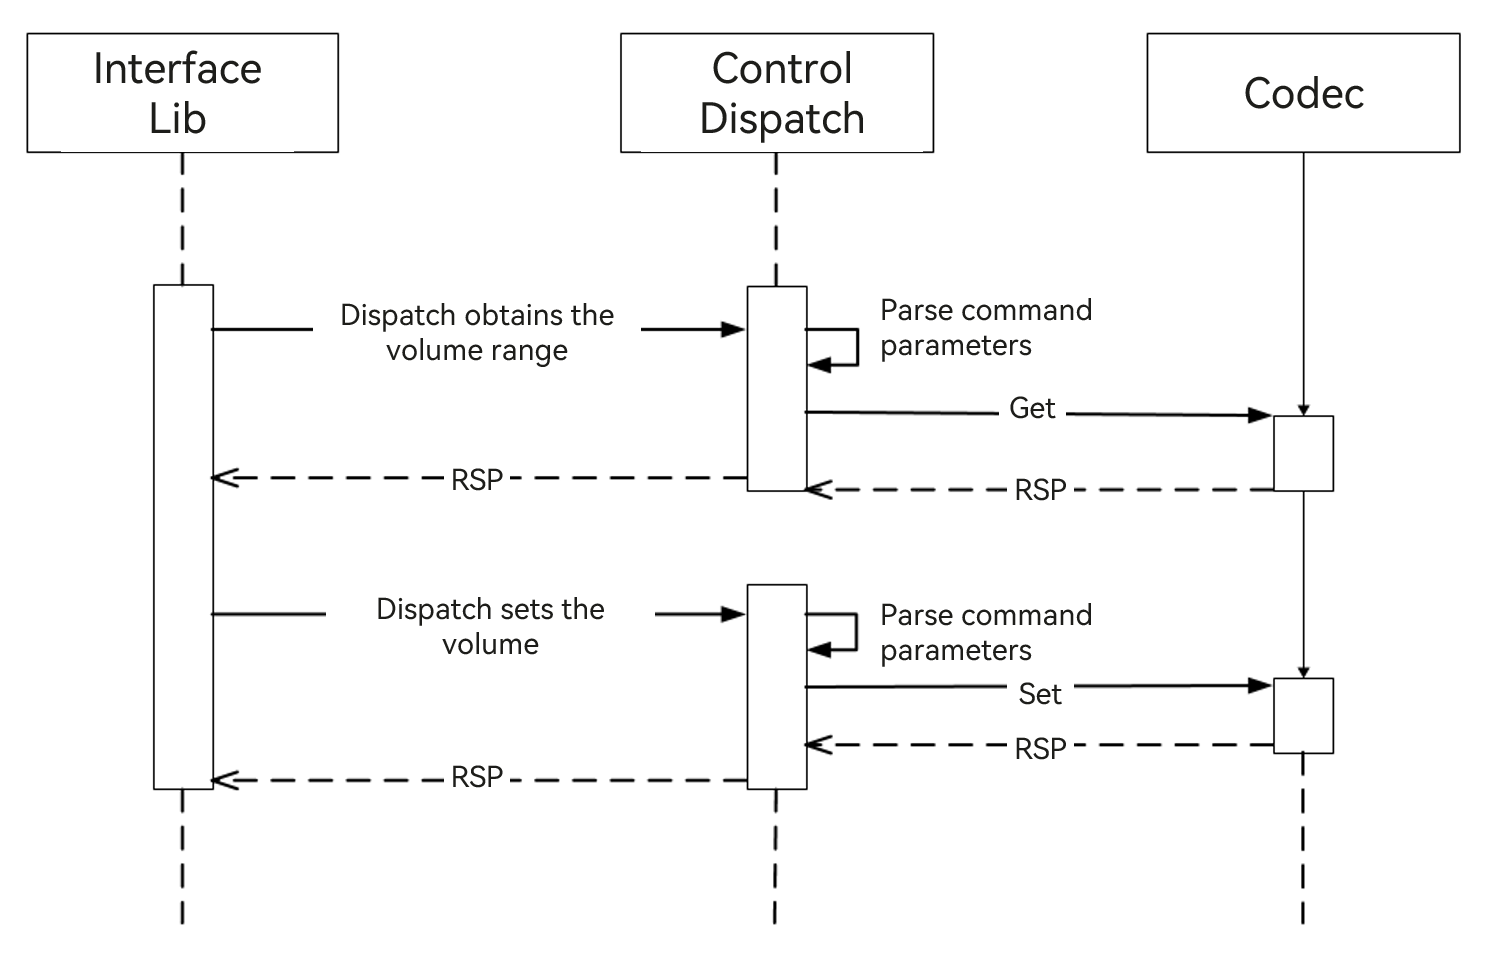 Interface
Lib
Control
Dispatch
Codec
Dispatch obtains the
volume range
Parse command
parameters
Get
RSP
RSP
Dispatch sets the
volume
Parse command
parameters
Set
RSP
RSP